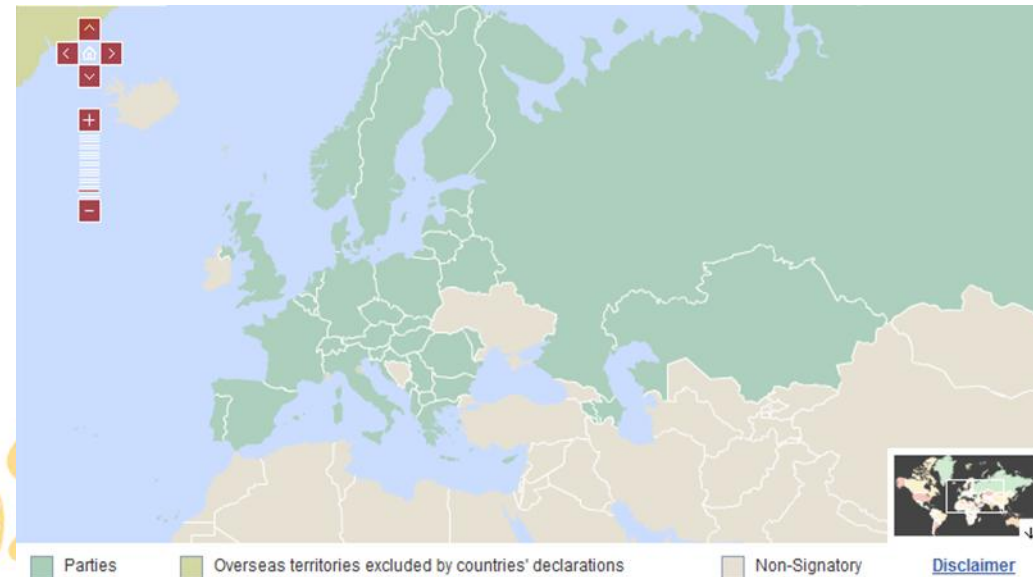 Parties
Overseas territories excluded by countries' declarations
Non-Signatory
Disclaimer